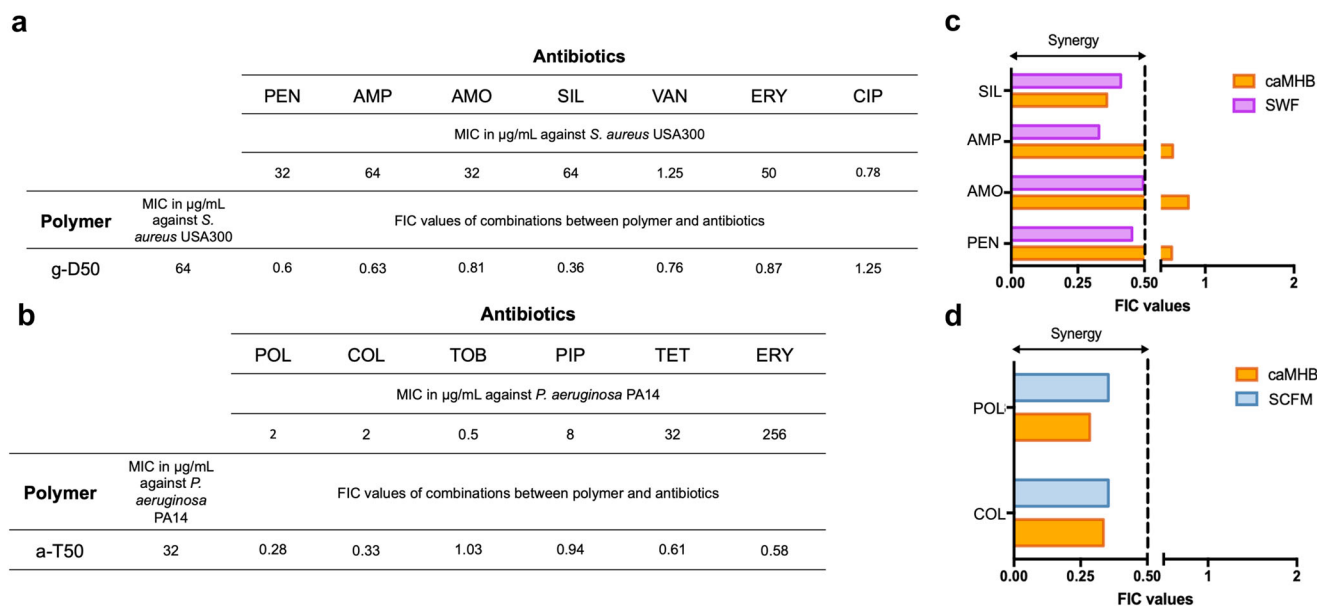 a
Antibiotics
PEN AMP AMO SIL VAN ERY CIP
MIC in µg/mL against S. aureus USA300
32 64 32 64 1.25 50 0.78
Polymer
MIC in µg/mL
against S.
aureus USA300
FIC values of combinations between polymer and antibiotics
g-D50 64 0.6 0.63 0.81 0.36 0.76 0.87 1.25
b
Antibiotics
POL COL TOB PIP TET ERY
MIC in µg/mL against P. aeruginosa PA14
2 2 0.5 8 32 256
Polymer
MIC in µg/mL
against P.
aeruginosa
PA14
FIC values of combinations between polymer and antibiotics
a-T50 32 0.28 0.33 1.03 0.94 0.61 0.58
c
Synergy
caMHB
SWF
SIL
AMP
AMO
PEN
0.00 0.25 0.50 1 2
FIC values
d
Synergy
caMHB
SCFM
POL
COL
0.00 0.25 0.50 1 2
FIC values